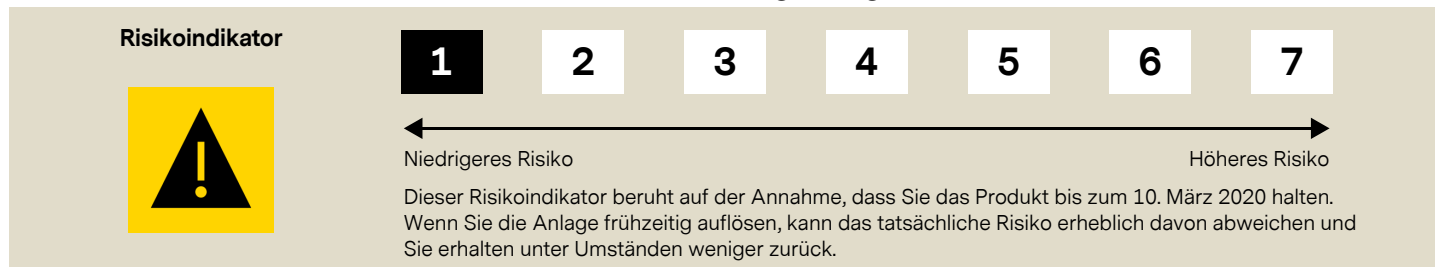 Risikoindikator
1 2 3 4 5 6 7
Niedrigeres Risiko Höheres Risiko
Dieser Risikoindikator beruht auf der Annahme, dass Sie das Produkt bis zum 10. März 2020 halten.
Wenn Sie die Anlage frühzeitig auflösen, kann das tatsächliche Risiko erheblich davon abweichen und
Sie erhalten unter Umständen weniger zurück.